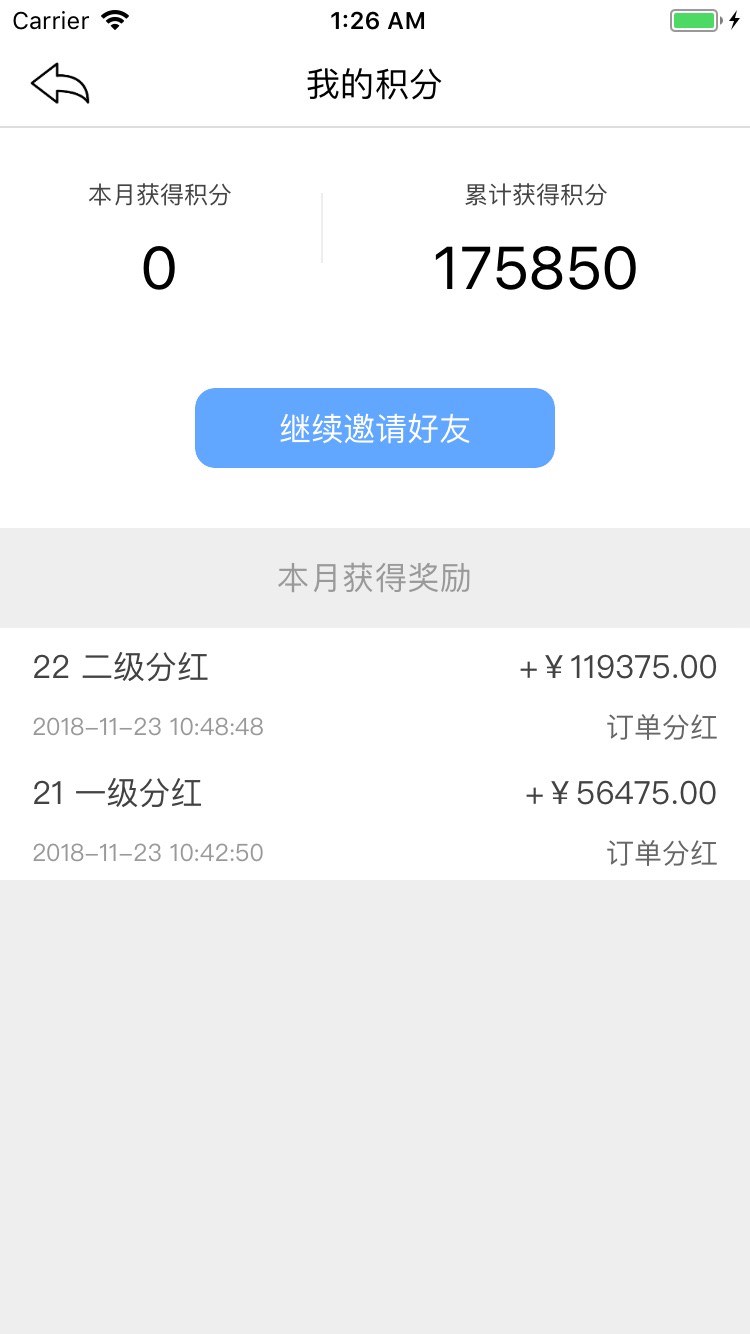 Carrier 1:26 AM
我的积分
本月获得积分 累计获得积分
0 175850
继续邀请好友
本月获得奖励
22 二级分红 +¥119375.00
2018-11-23 10:48:48 订单分红
21 一级分红 +¥56475.00
2018-11-23 10:42:50 订单分红